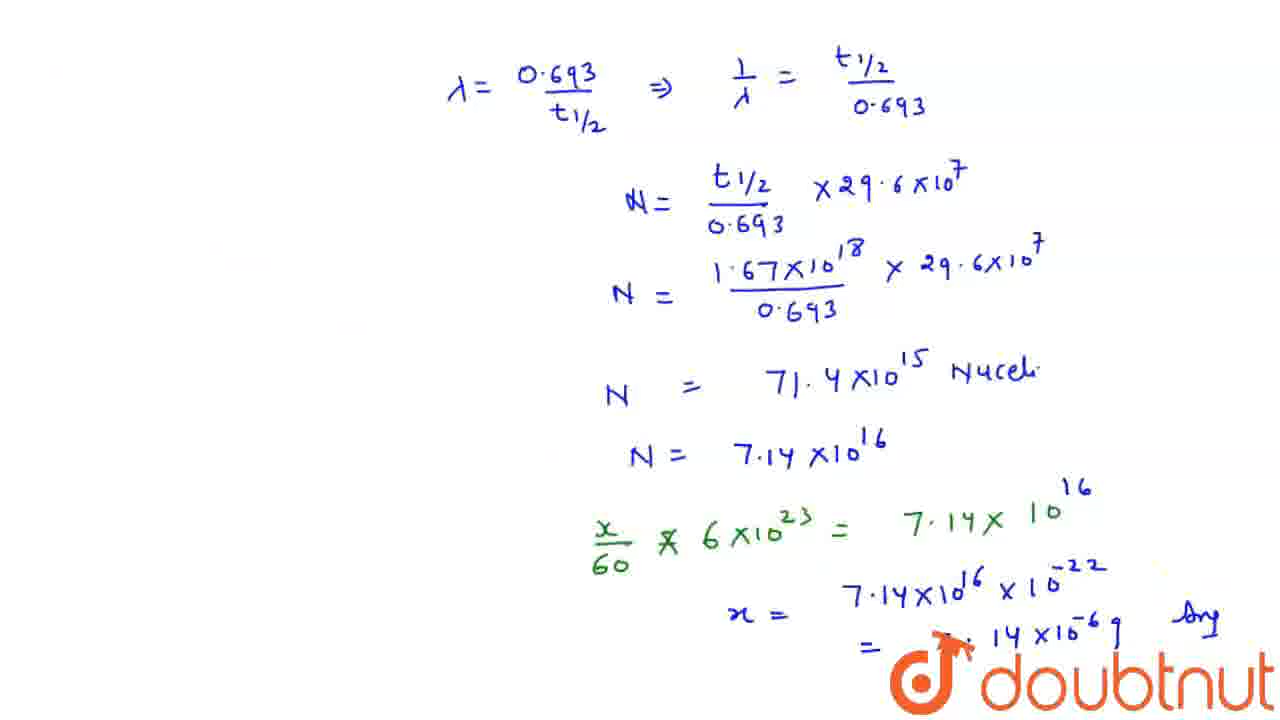 λ = 0.693 / t1/2 ⇒ 1/λ = t1/2 / 0.693
N = t1/2 / 0.693 × 29.6×10^7
N = 1.67×10^18 / 0.693 × 29.6×10^7
N = 71.4×10^15 Nuceli
N = 7.14×10^16
x/60 × 6×10^23 = 7.14× 10^16
x = 7.14×10^16 × 10^-22
= . 14×10^-6 g Ans
doubtnut